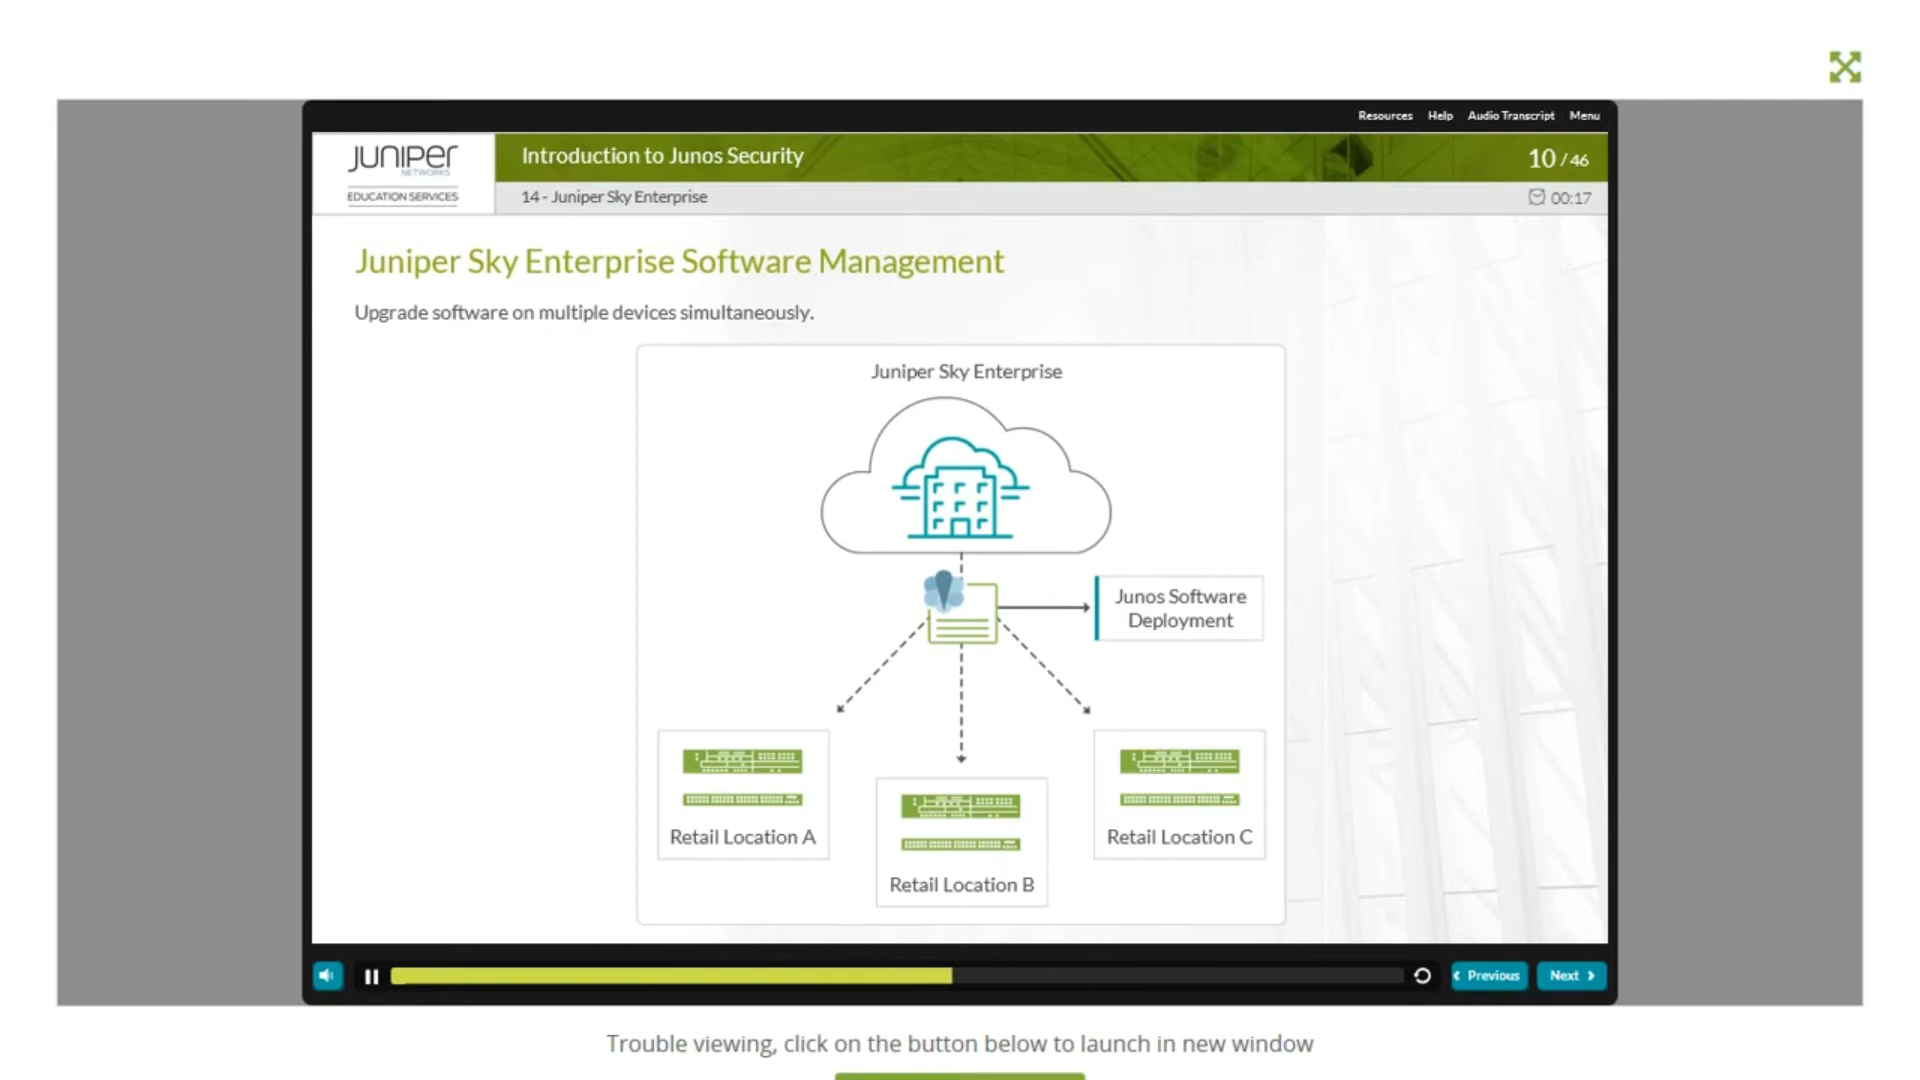 Resources Help Audio Transcript Menu
JUNIPER
NETWORKS
EDUCATION SERVICES
Introduction to Junos Security
10 / 46
14 - Juniper Sky Enterprise
00:17
Juniper Sky Enterprise Software Management
Upgrade software on multiple devices simultaneously.
Juniper Sky Enterprise
Junos Software
Deployment
Retail Location A
Retail Location B
Retail Location C
Previous
Next
Trouble viewing, click on the button below to launch in new window